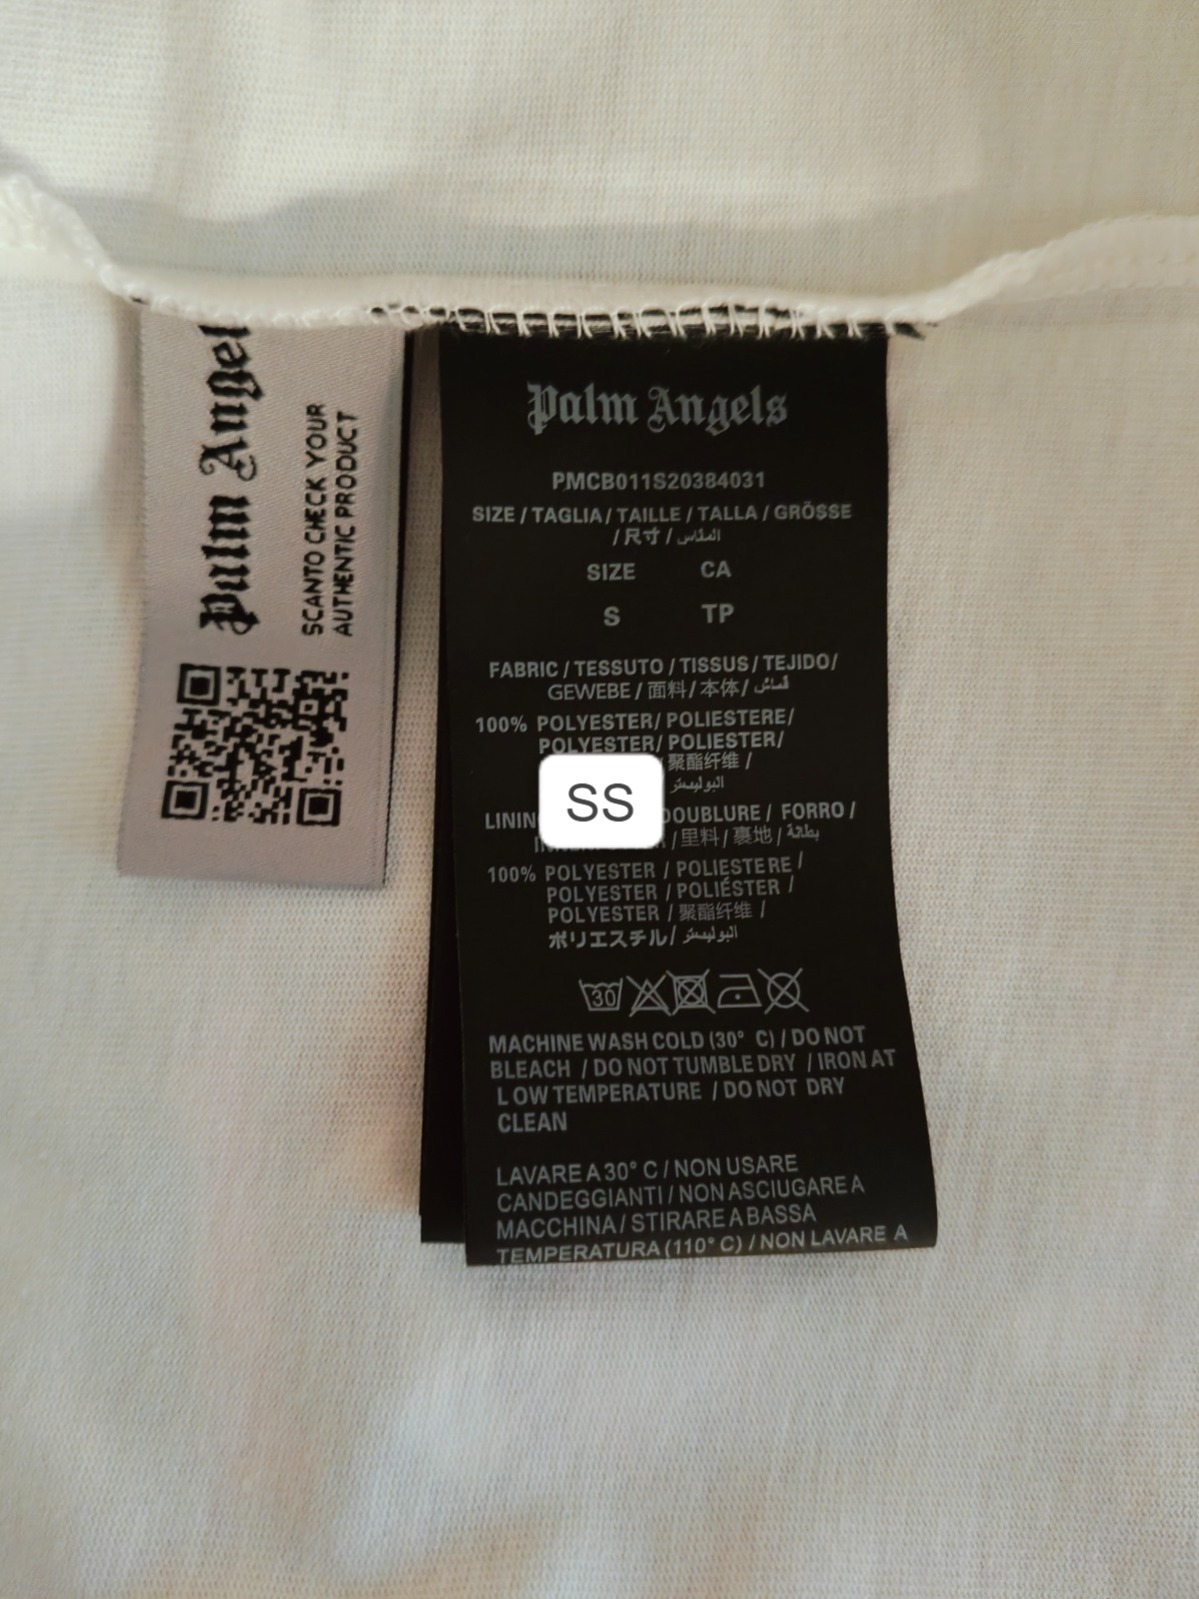 Palm Angel
SCANTO CHECK YOUR
AUTHENTIC PRODUCT
Palm Angels
PMCB011S20384031
SIZE / TAGLIA / TAILLE / TALLA / GRÖSSE
/ 尺寸 / المقاس
SIZE CA
S TP
FABRIC / TESSUTO / TISSUS / TEJIDO/
GEWEBE / 面料 / 本体 / قماش
100% POLYESTER/ POLIESTERE/
POLYESTER/ POLIESTER/
聚酯纤维 /
البوليستر
SS
LININ DOUBLURE / FORRO /
/ 里料 / 裏地 / بطانة
100% POLYESTER / POLIESTERE /
POLYESTER / POLIÉSTER /
POLYESTER / 聚酯纤维 /
ポリエステル/ البوليستر
30
MACHINE WASH COLD (30° C) / DO NOT
BLEACH / DO NOT TUMBLE DRY / IRON AT
LOW TEMPERATURE / DO NOT DRY
CLEAN
LAVARE A 30° C / NON USARE
CANDEGGIANTI / NON ASCIUGARE A
MACCHINA / STIRARE A BASSA
TEMPERATURA (110° C) / NON LAVARE A